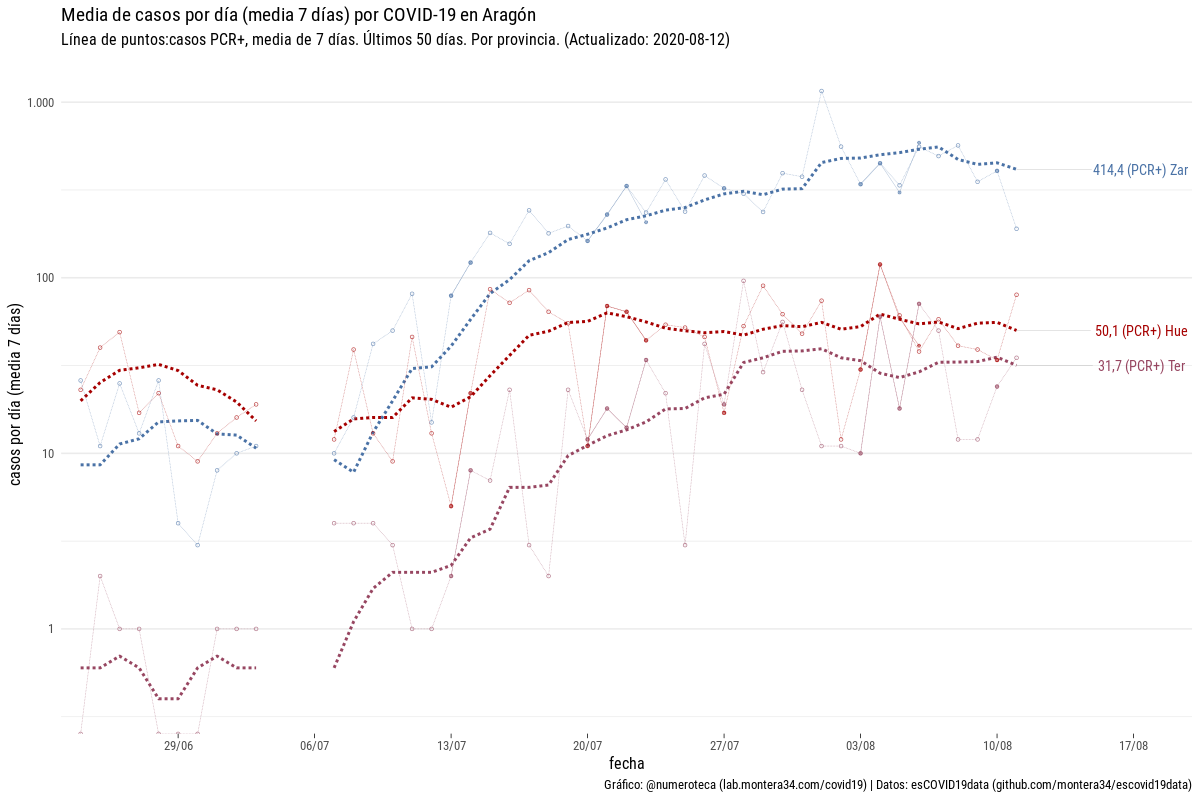 Media de casos por día (media 7 días) por COVID-19 en Aragón
Línea de puntos:casos PCR+, media de 7 días. Últimos 50 días. Por provincia. (Actualizado: 2020-08-12)
casos por día (media 7 días)
1.000
100
10
1
414,4 (PCR+) Zar
50,1 (PCR+) Hue
31,7 (PCR+) Ter
29/06
06/07
13/07
20/07
27/07
03/08
10/08
17/08
fecha
Gráfico: @numeroteca (lab.montera34.com/covid19) | Datos: esCOVID19data (github.com/montera34/escovid19data)